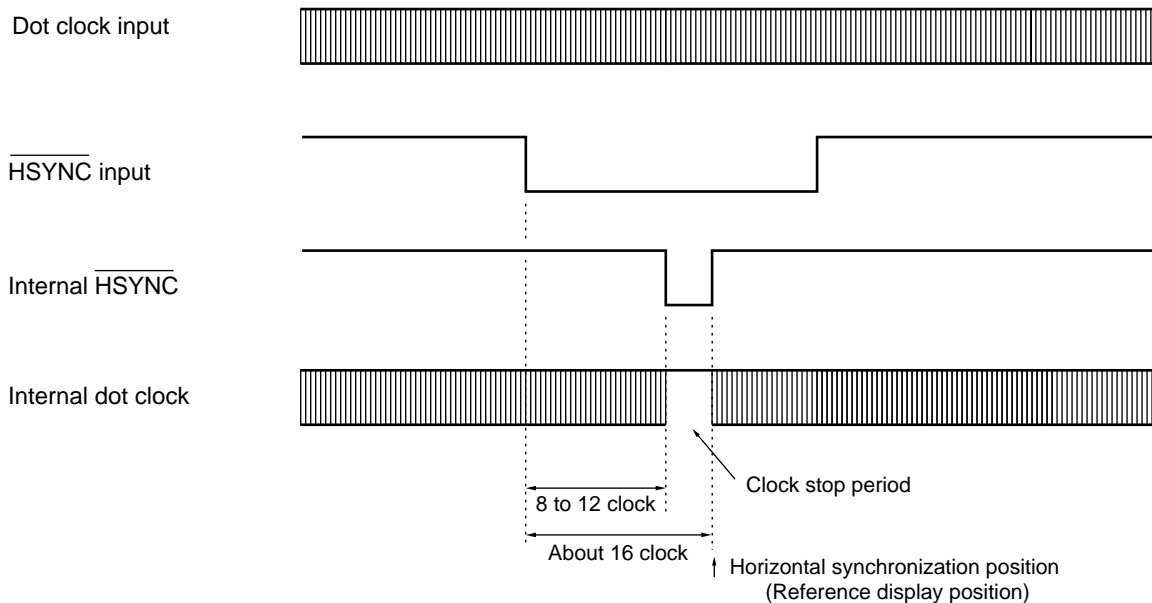 Dot clock input
HSYNC input
Internal HSYNC
Internal dot clock
Clock stop period
8 to 12 clock
About 16 clock
Horizontal synchronization position
(Reference display position)